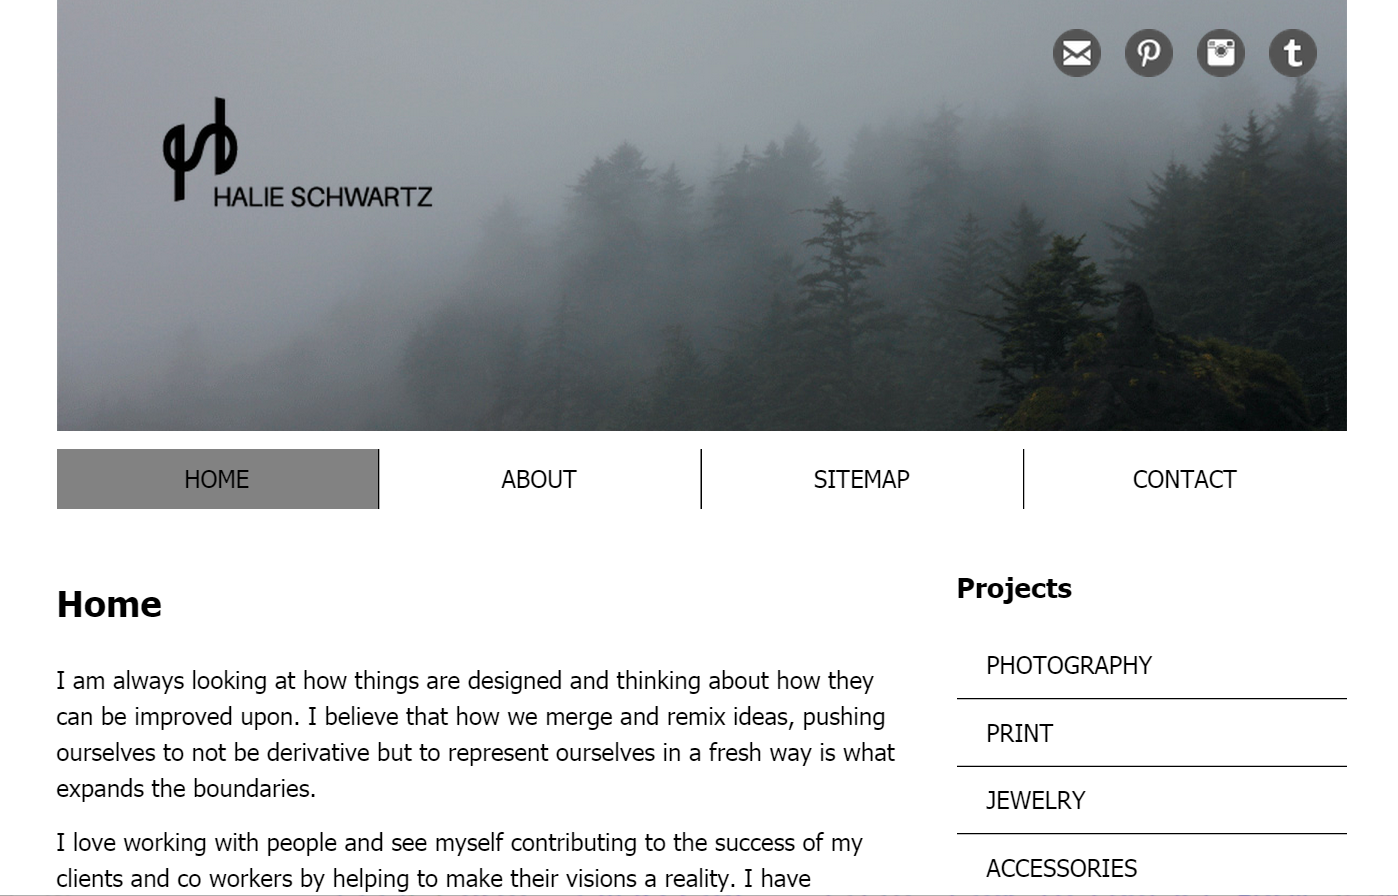 HALIE SCHWARTZ
HOME
ABOUT
SITEMAP
CONTACT
Home
I am always looking at how things are designed and thinking about how they
can be improved upon. I believe that how we merge and remix ideas, pushing
ourselves to not be derivative but to represent ourselves in a fresh way is what
expands the boundaries.
I love working with people and see myself contributing to the success of my
clients and co workers by helping to make their visions a reality. I have
Projects
PHOTOGRAPHY
PRINT
JEWELRY
ACCESSORIES